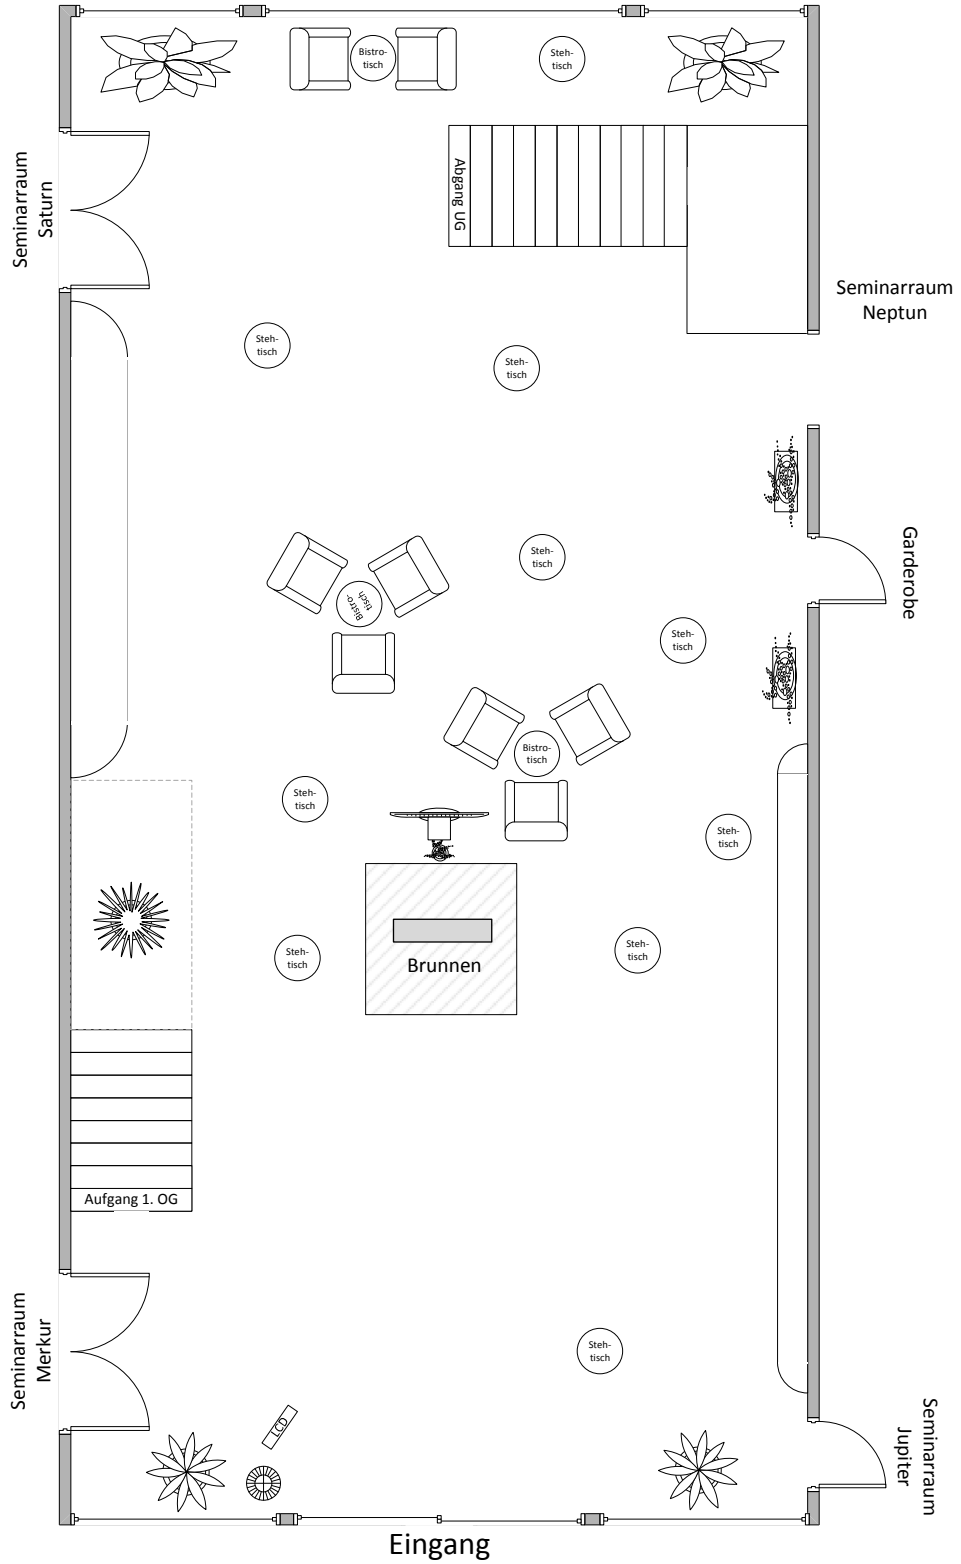 Bistro-
tisch
Steh-
tisch
Abgang UG
Seminarraum
Saturn
Seminarraum
Neptun
Steh-
tisch
Steh-
tisch
Steh-
tisch
Garderobe
Bistro-
tisch
Steh-
tisch
Bistro-
tisch
Steh-
tisch
Steh-
tisch
Steh-
tisch
Steh-
tisch
Brunnen
Aufgang 1. OG
Seminarraum
Merkur
Steh-
tisch
LCD
Seminarraum
Jupiter
Eingang